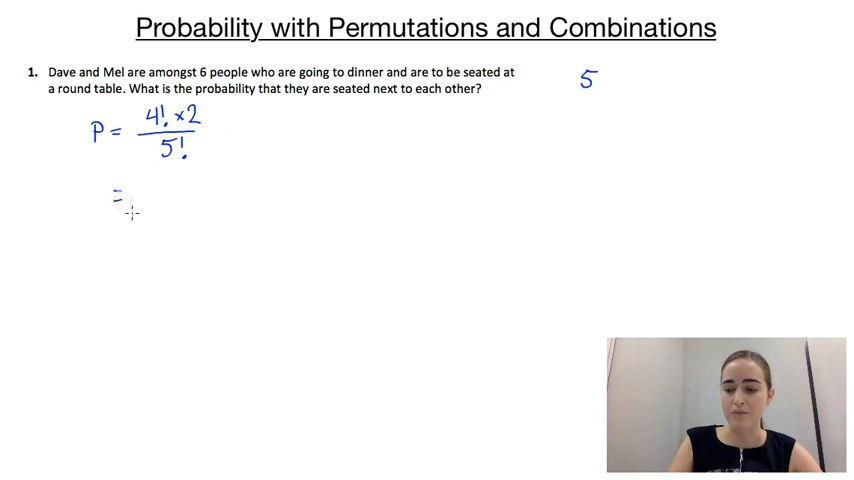 Probability with Permutations and Combinations
1. Dave and Mel are amongst 6 people who are going to dinner and are to be seated at
a round table. What is the probability that they are seated next to each other?
5
P = 4! × 2 / 5!
=